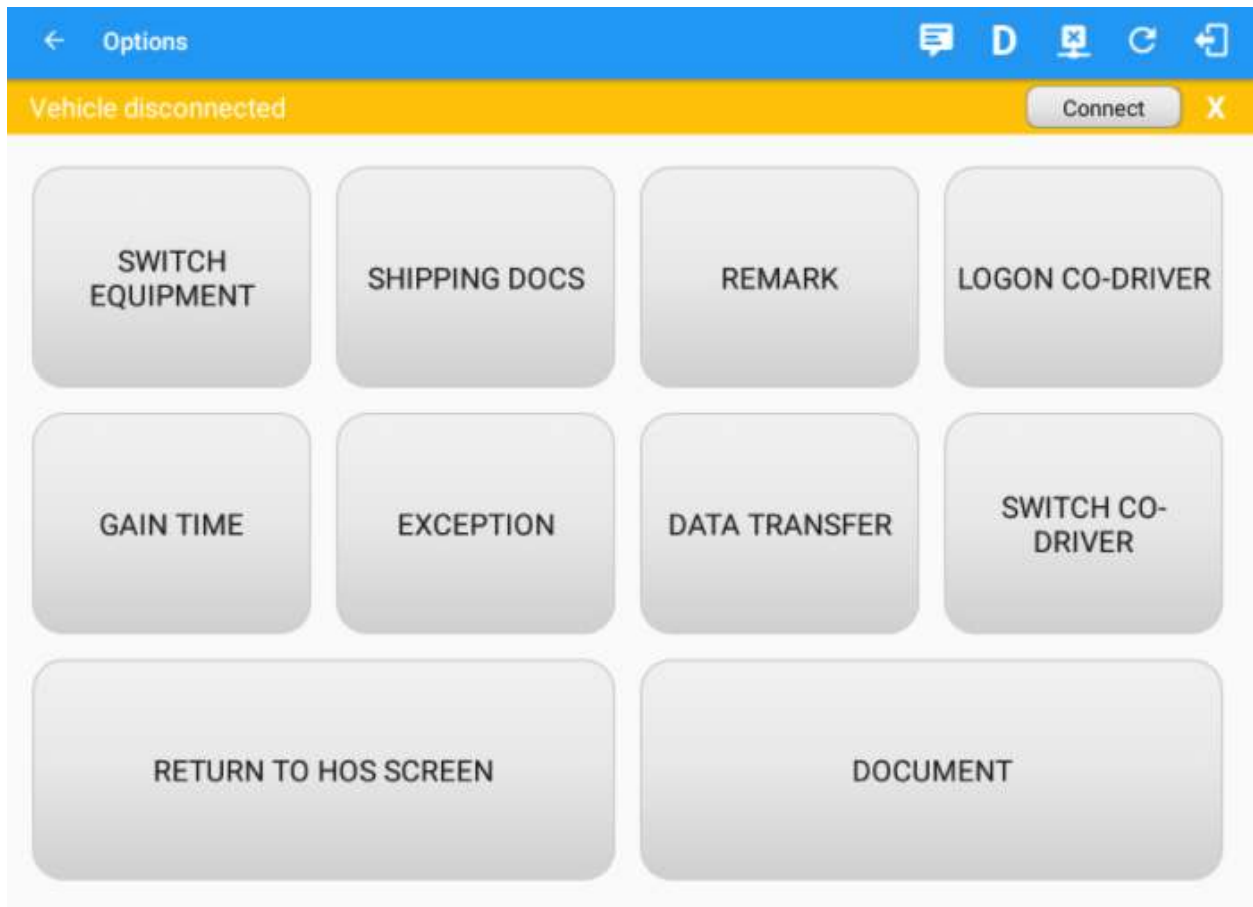 Options
D
Vehicle disconnected
Connect
X
SWITCH
EQUIPMENT
SHIPPING DOCS
REMARK
LOGON CO-DRIVER
GAIN TIME
EXCEPTION
DATA TRANSFER
SWITCH CO-
DRIVER
RETURN TO HOS SCREEN
DOCUMENT